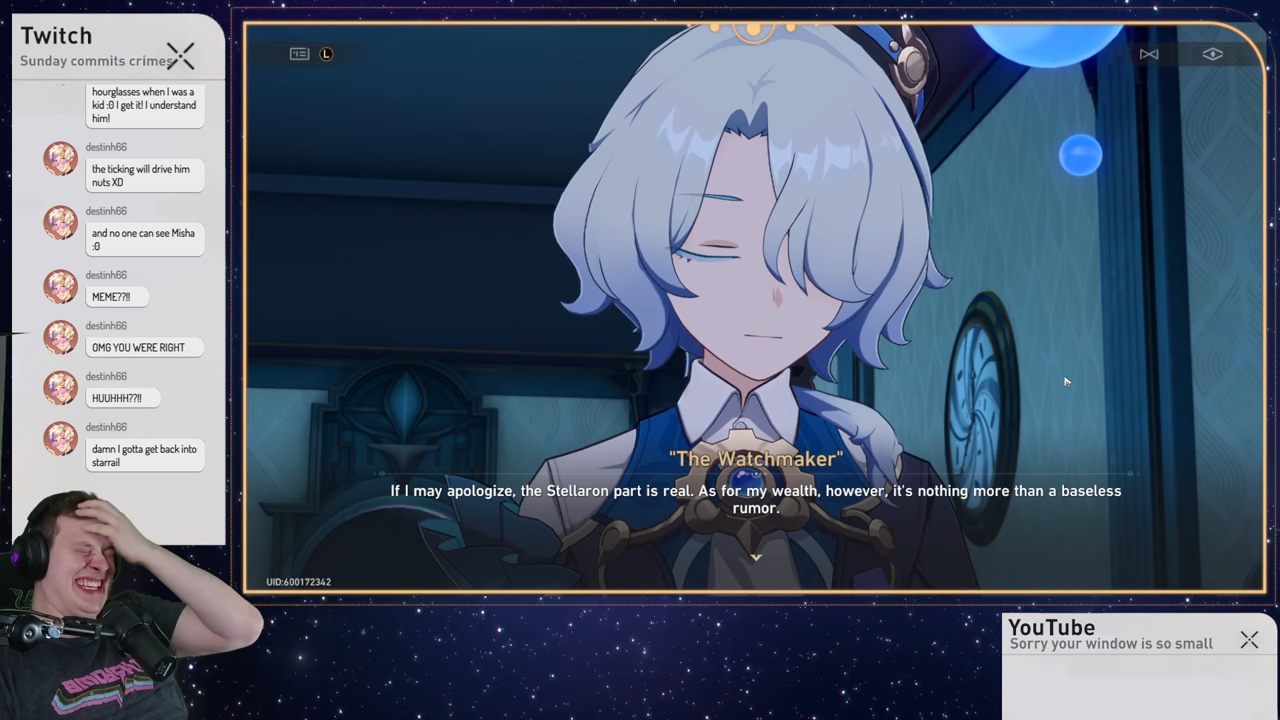 Twitch
Sunday commits crimes
hourglasses when I was a
kid :0 I get it! I understand
him!
destinh66
the ticking will drive him
nuts XD
destinh66
and no one can see Misha
:0
destinh66
MEME??!!
destinh66
OMG YOU WERE RIGHT
destinh66
HUUHHH??!!
destinh66
damn I gotta get back into
starrail
L
"The Watchmaker"
If I may apologize, the Stellaron part is real. As for my wealth, however, it's nothing more than a baseless
rumor.
UID:600172342
YouTube
Sorry your window is so small